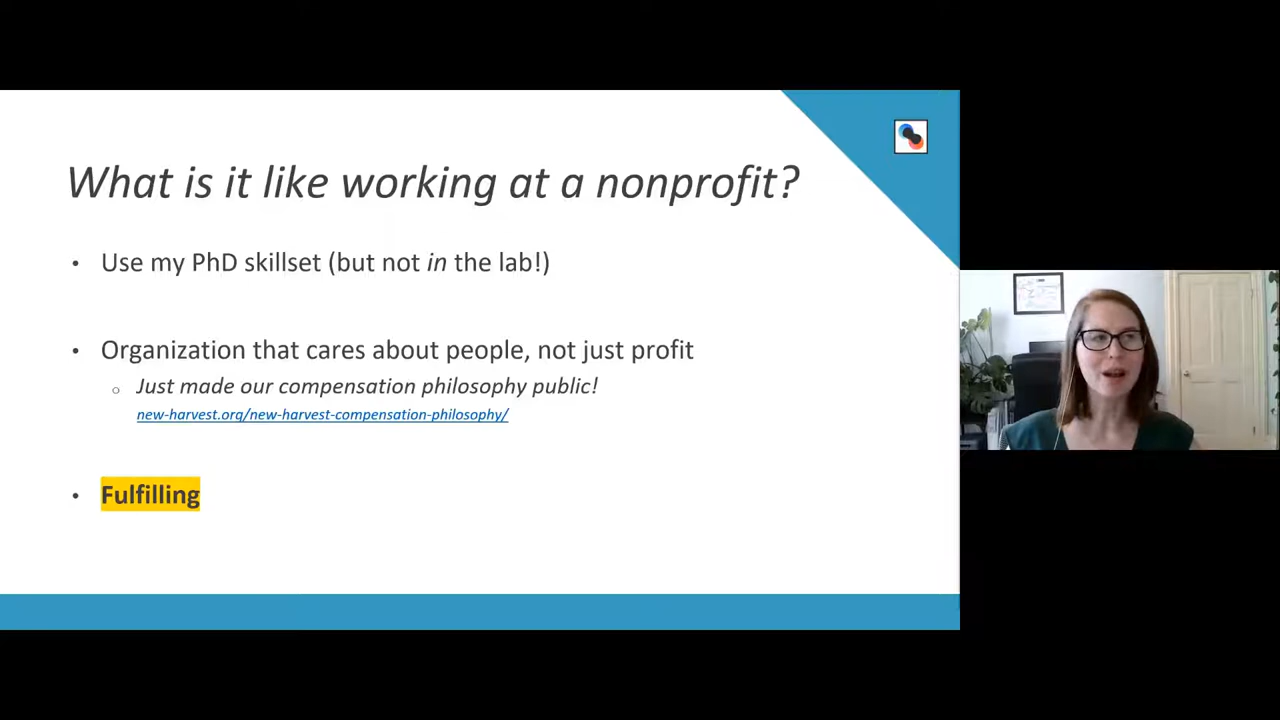 What is it like working at a nonprofit?
• Use my PhD skillset (but not in the lab!)
• Organization that cares about people, not just profit
○ Just made our compensation philosophy public!
new-harvest.org/new-harvest-compensation-philosophy/
• Fulfilling